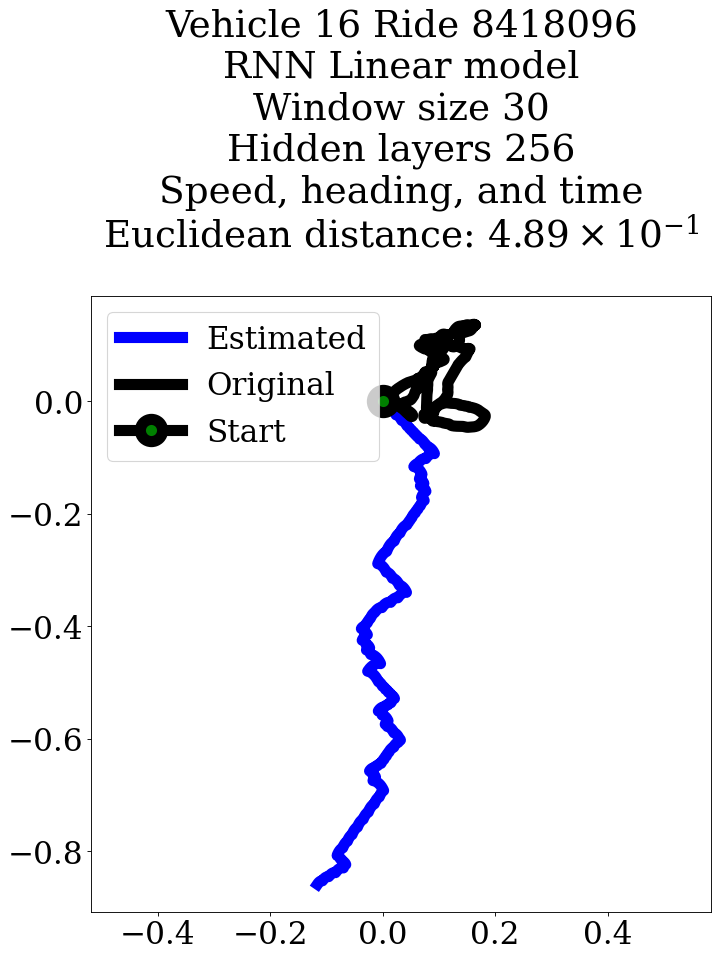 Vehicle 16 Ride 8418096
RNN Linear model
Window size 30
Hidden layers 256
Speed, heading, and time
Euclidean distance: 4.89 × 10⁻¹
Estimated
Original
Start
0.0
−0.2
−0.4
−0.6
−0.8
−0.4 −0.2 0.0 0.2 0.4